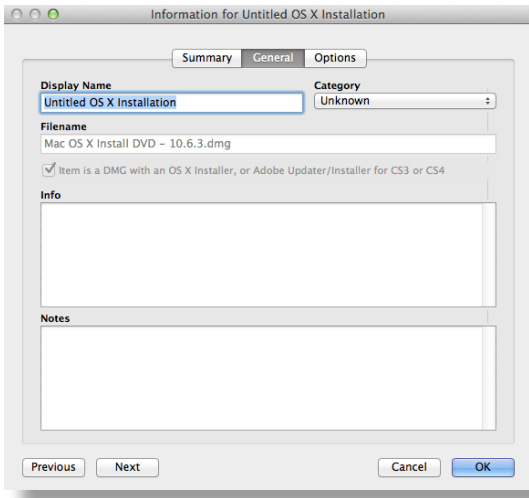 Information for Untitled OS X Installation
Summary General Options
Display Name Category
Untitled OS X Installation Unknown
Filename
Mac OS X Install DVD - 10.6.3.dmg
Item is a DMG with an OS X Installer, or Adobe Updater/Installer for CS3 or CS4
Info
Notes
Previous Next Cancel OK